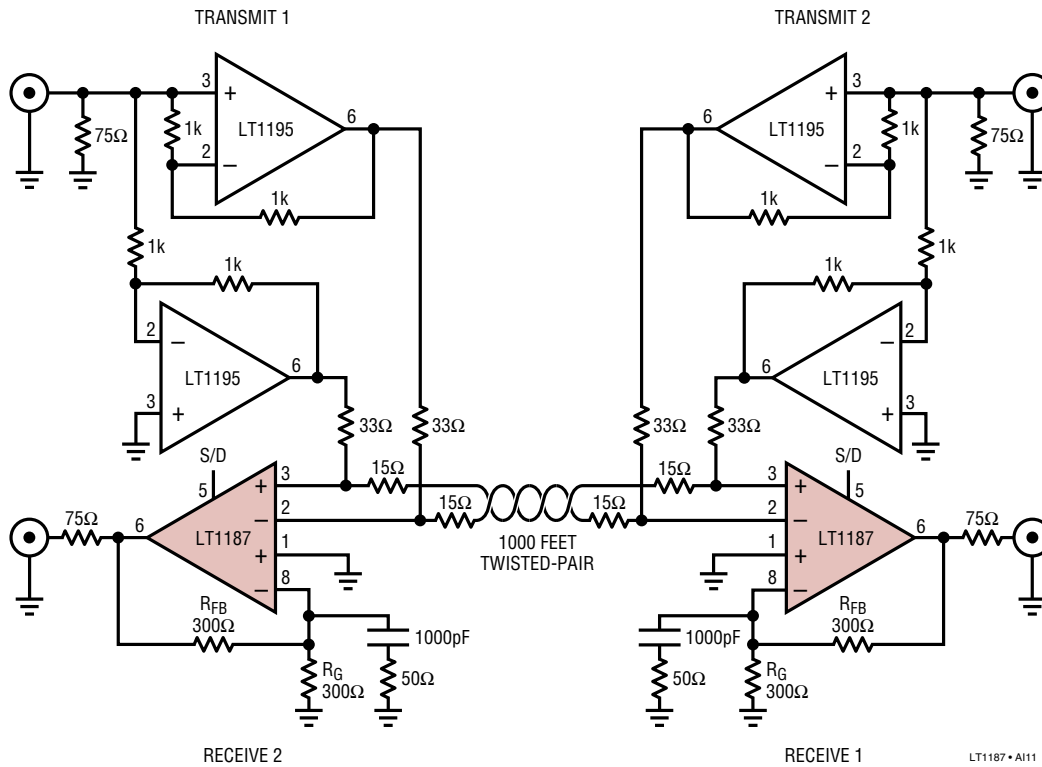 TRANSMIT 1
TRANSMIT 2
3
+
LT1195
2
–
6
75Ω
1k
1k
1k
1k
2
–
LT1195
3
+
6
33Ω
33Ω
6
3
+
LT1195
2
–
1k
75Ω
1k
1k
1k
2
–
LT1195
6
3
+
33Ω
33Ω
S/D
5
3
+
2
–
1
+
8
–
LT1187
6
75Ω
15Ω
15Ω
1000 FEET
TWISTED-PAIR
15Ω
15Ω
S/D
5
3
+
2
–
1
+
8
–
LT1187
6
75Ω
RFB
300Ω
RG
300Ω
1000pF
50Ω
1000pF
50Ω
RFB
300Ω
RG
300Ω
RECEIVE 2
RECEIVE 1
LT1187 • AI11